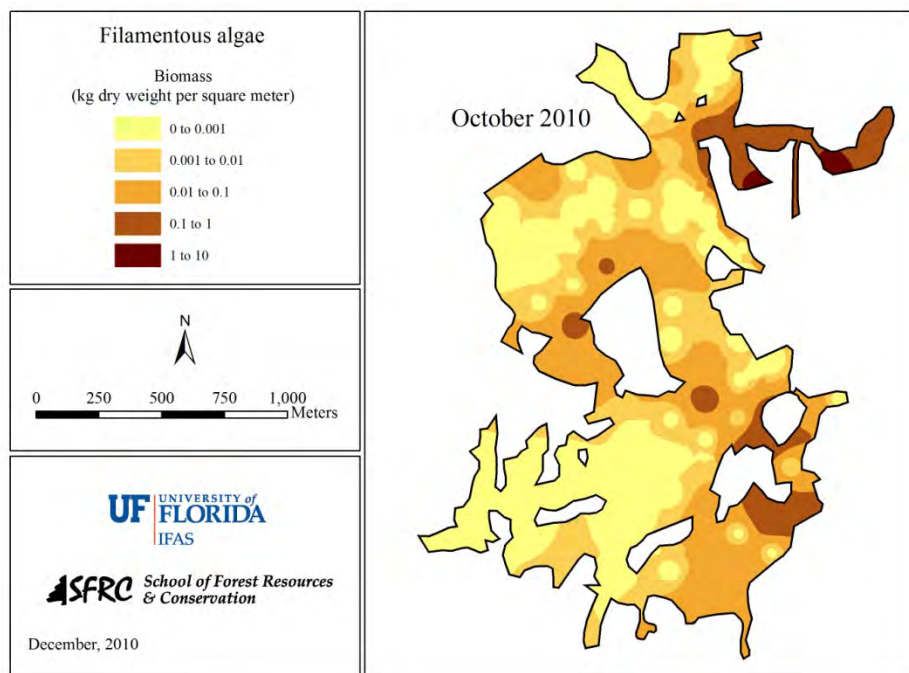 Filamentous algae
Biomass
(kg dry weight per square meter)
0 to 0.001
0.001 to 0.01
0.01 to 0.1
0.1 to 1
1 to 10
N
0 250 500 750 1,000
Meters
UF UNIVERSITY of
FLORIDA
IFAS
SFRC School of Forest Resources
& Conservation
December, 2010
October 2010